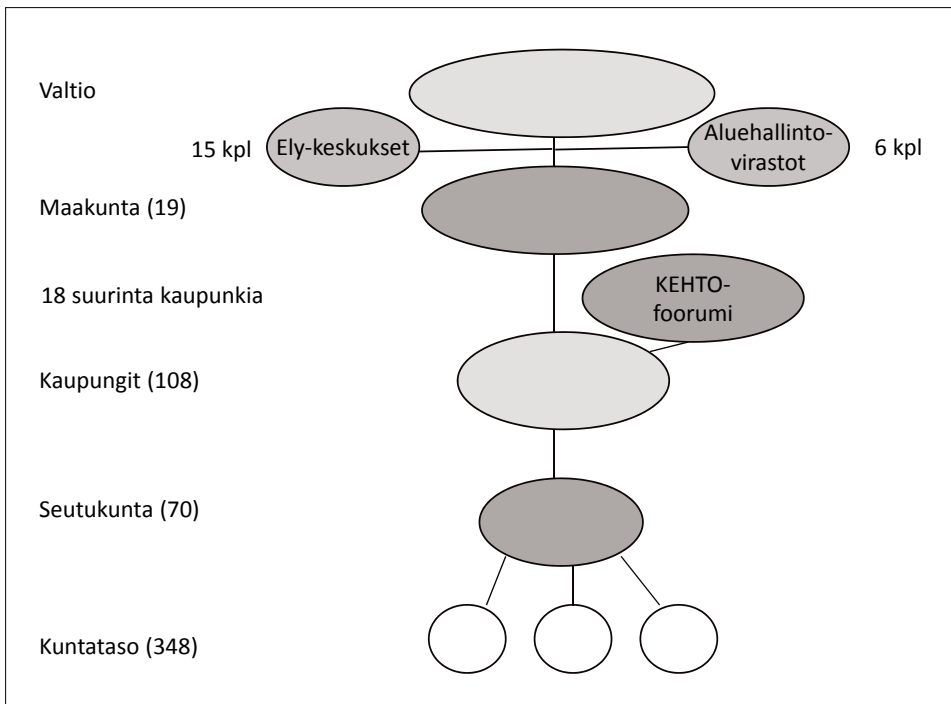 Valtio
15 kpl
Ely-keskukset
Aluehallinto-
virastot
6 kpl
Maakunta (19)
18 suurinta kaupunkia
KEHTO-
foorumi
Kaupungit (108)
Seutukunta (70)
Kuntataso (348)